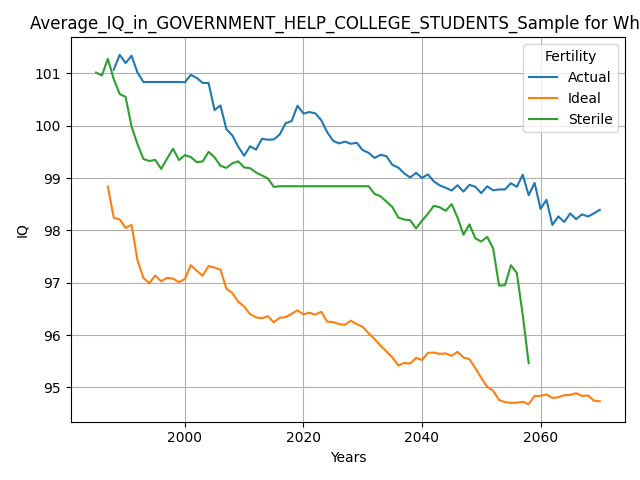 Average_IQ_in_GOVERNMENT_HELP_COLLEGE_STUDENTS_Sample for Wh
Fertility
Actual
Ideal
Sterile
IQ
101
100
99
98
97
96
95
2000
2020
2040
2060
Years